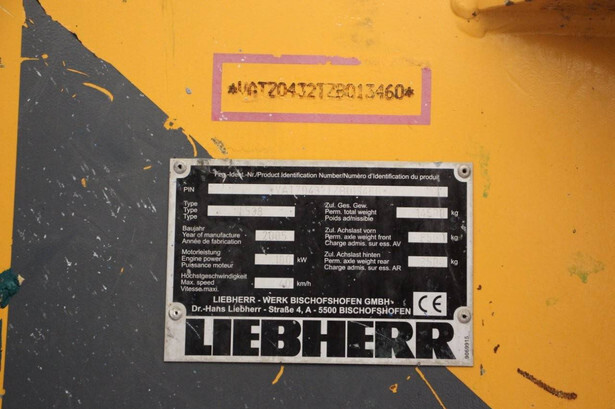 *VAT20432TZB013460*
Fzg.-Ident.-Nr./Product Identification Number/Numéro d'Identification du produit
PIN
Type
Type
Type
Baujahr
Year of manufacture 2005
Année de fabrication
Motorleistung
Engine power kW
Puissance moteur
Höchstgeschwindigkeit
Max. speed km/h
Vitesse maxi.
Zul. Ges. Gew.
Perm. total weight kg
Poids admissible
Zul. Achslast vorn
Perm. axle weight front kg
Charge admis. sur ess. AV
Zul. Achslast hinten
Perm. axle weight rear kg
Charge admis. sur ess. AR
LIEBHERR - WERK BISCHOFSHOFEN GMBH
Dr.-Hans Liebherr - Straße 4, A - 5500 BISCHOFSHOFEN
CE
LIEBHERR